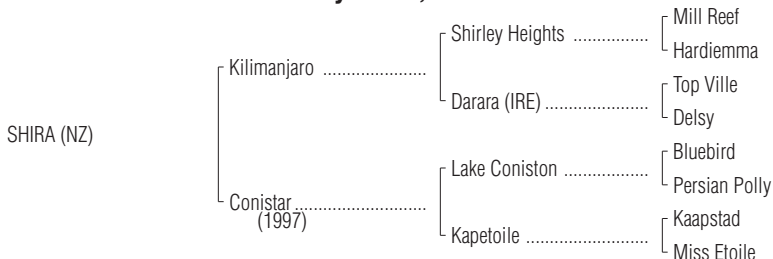 Mill Reef
Shirley Heights ................
Hardiemma
Kilimanjaro ......................
Top Ville
Darara (IRE) ......................
Delsy
SHIRA (NZ)
Bluebird
Lake Coniston .................
Persian Polly
Conistar ............................
(1997)
Kaapstad
Kapetoile ..........................
Miss Etoile